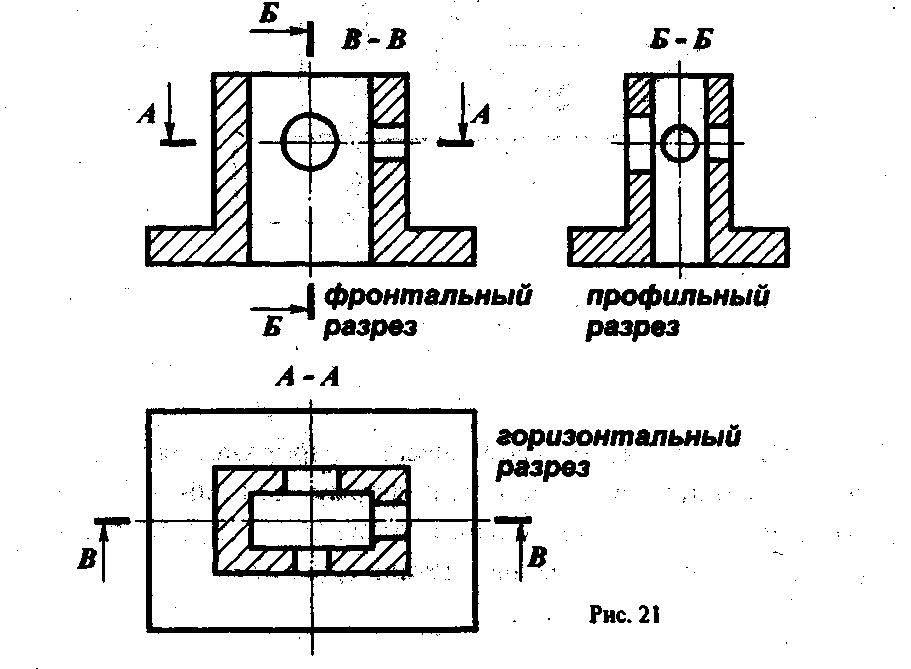 Б
В - В
Б - Б
А
А
Б
фронтальный
разрез
профильный
разрез
А - А
горизонтальный
разрез
В
В
Рис. 21